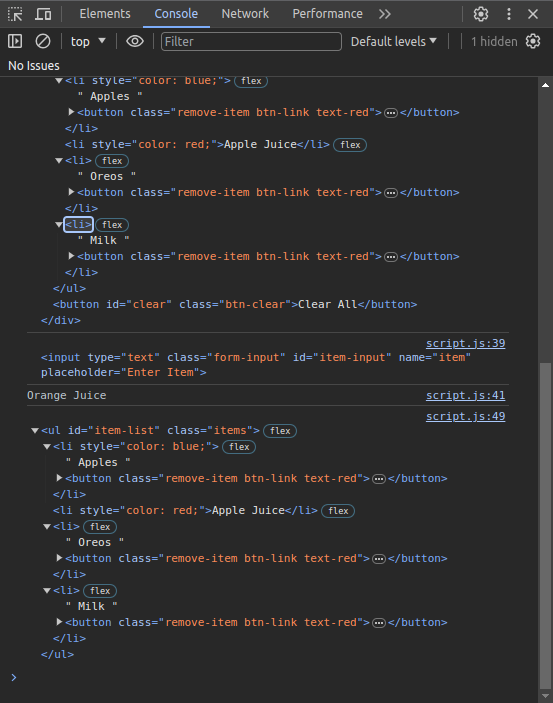 Elements Console Network Performance
top Filter Default levels 1 hidden
No Issues
<li style="color: blue;"> flex
" Apples "
<button class="remove-item btn-link text-red">…</button>
</li>
<li style="color: red;">Apple Juice</li> flex
<li> flex
" Oreos "
<button class="remove-item btn-link text-red">…</button>
</li>
<li> flex
" Milk "
<button class="remove-item btn-link text-red">…</button>
</li>
</ul>
<button id="clear" class="btn-clear">Clear All</button>
</div>
script.js:39
<input type="text" class="form-input" id="item-input" name="item"
placeholder="Enter Item">
Orange Juice script.js:41
script.js:49
<ul id="item-list" class="items"> flex
<li style="color: blue;"> flex
" Apples "
<button class="remove-item btn-link text-red">…</button>
</li>
<li style="color: red;">Apple Juice</li> flex
<li> flex
" Oreos "
<button class="remove-item btn-link text-red">…</button>
</li>
<li> flex
" Milk "
<button class="remove-item btn-link text-red">…</button>
</li>
</ul>